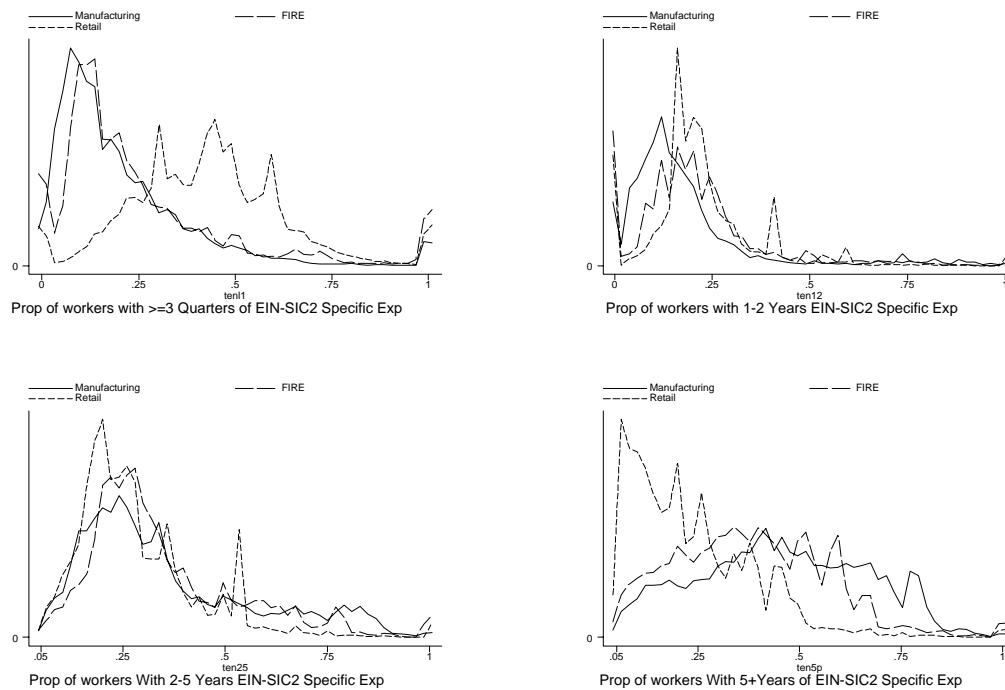 Manufacturing FIRE
Retail
0
0 .25 .5 .75 1
tenl1
Prop of workers with >=3 Quarters of EIN-SIC2 Specific Exp
Manufacturing FIRE
Retail
0
0 .25 .5 .75 1
ten12
Prop of workers with 1-2 Years EIN-SIC2 Specific Exp
Manufacturing FIRE
Retail
0
.05 .25 .5 .75 1
ten25
Prop of workers With 2-5 Years EIN-SIC2 Specific Exp
Manufacturing FIRE
Retail
0
.05 .25 .5 .75 1
ten5p
Prop of workers With 5+Years of EIN-SIC2 Specific Exp